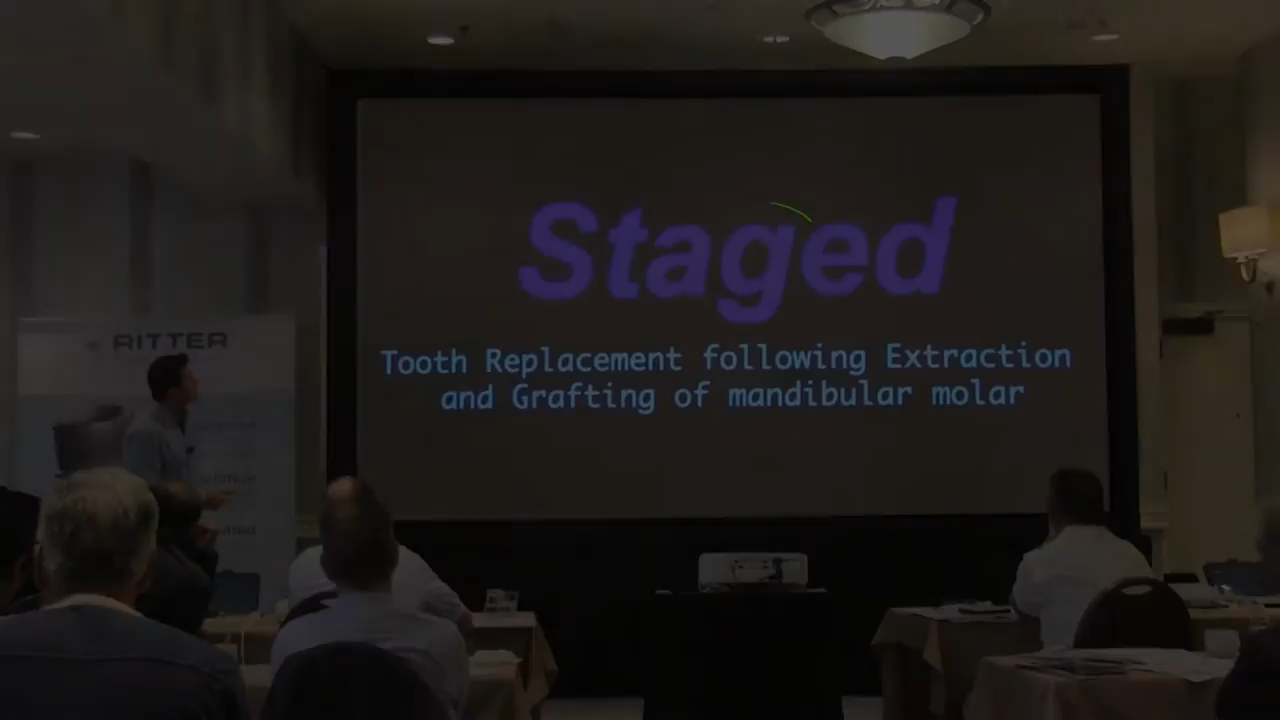 Staged
Tooth Replacement following Extraction
and Grafting of mandibular molar
RITTER